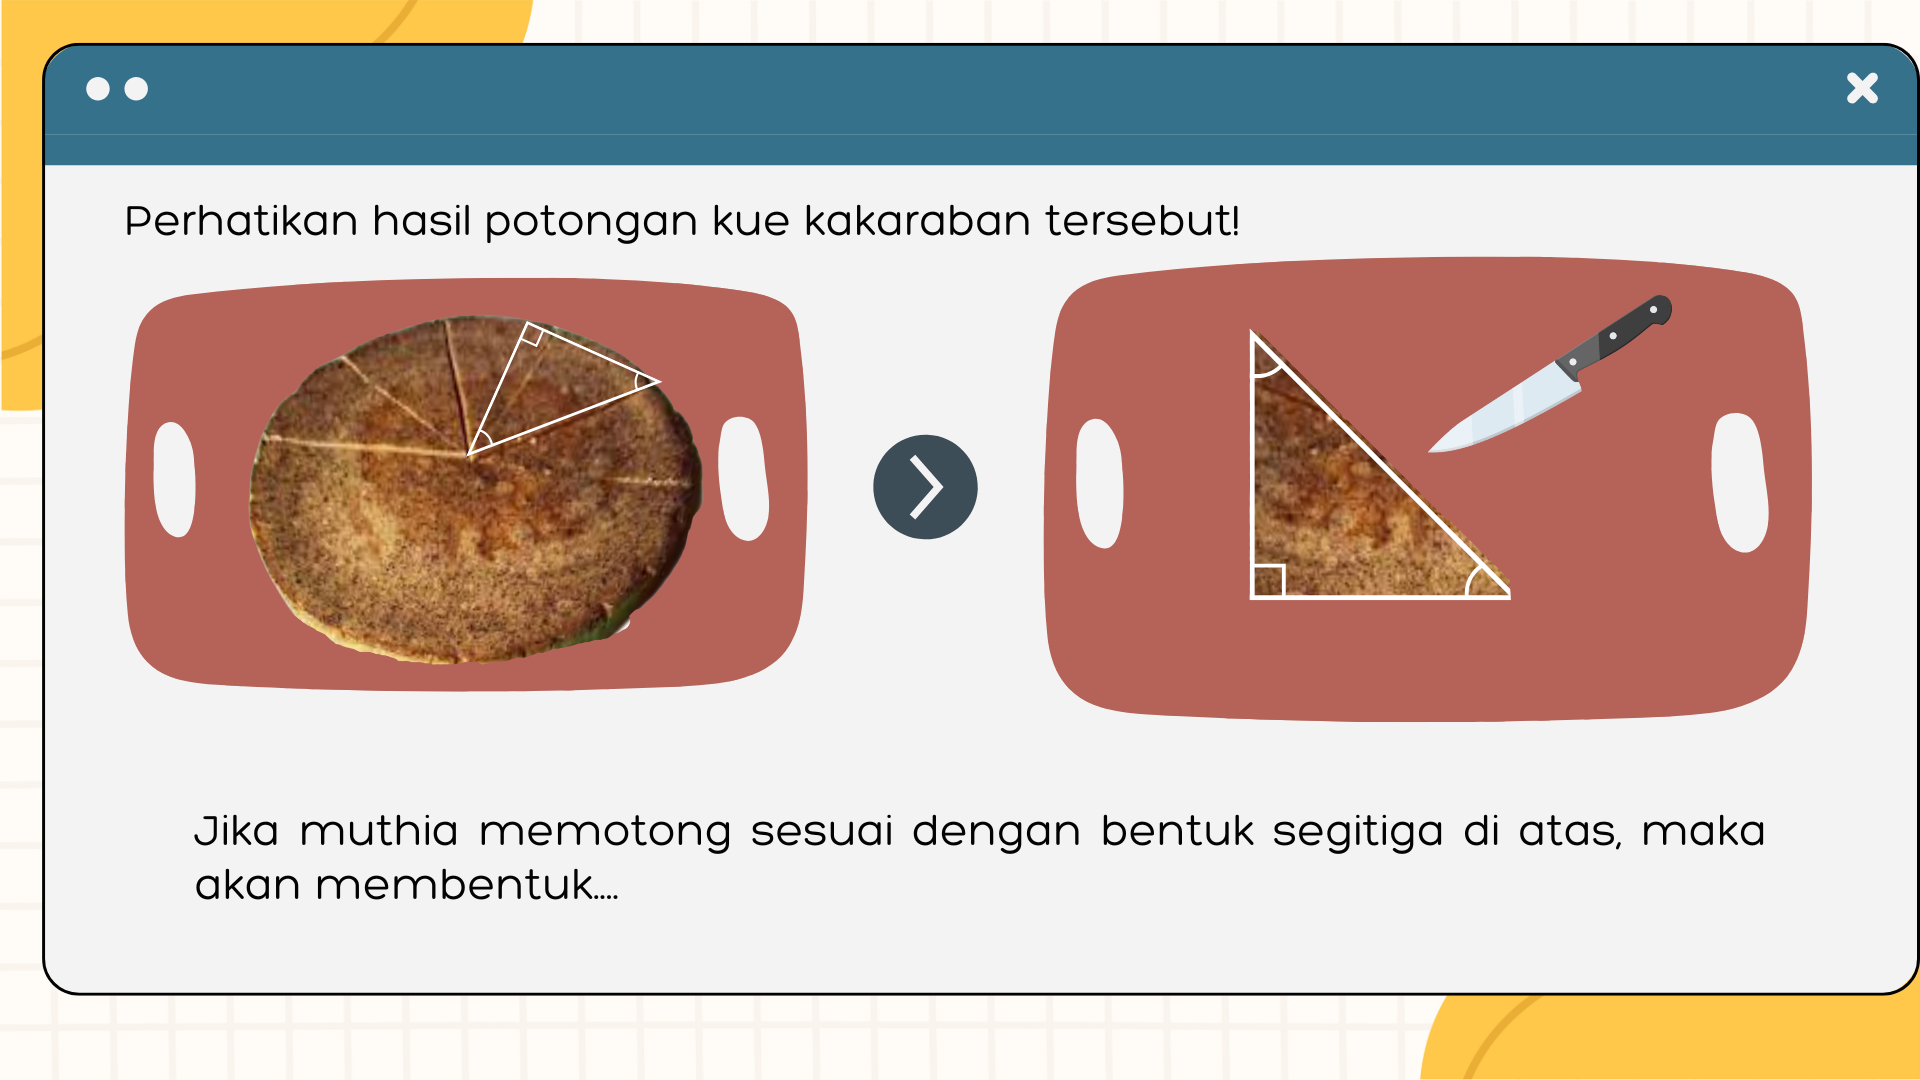 Perhatikan hasil potongan kue kakaraban tersebut!
Jika muthia memotong sesuai dengan bentuk segitiga di atas, maka
akan membentuk....